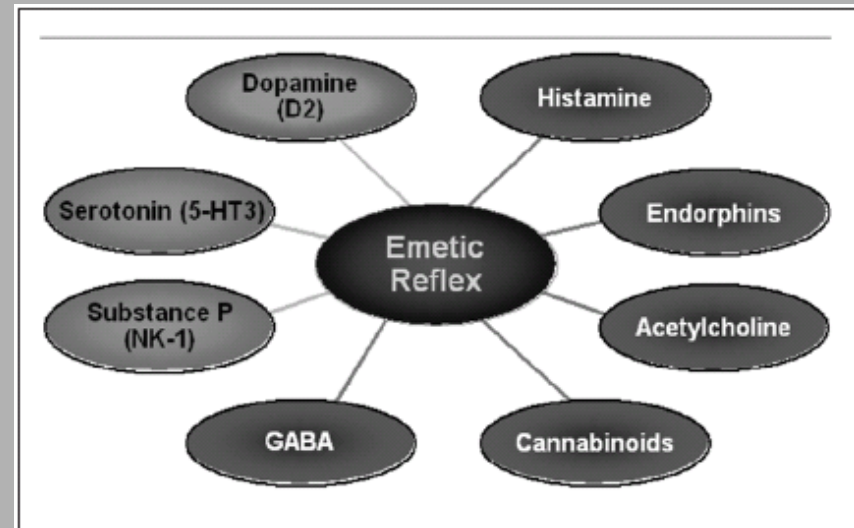 Dopamine
(D2)
Histamine
Serotonin (5-HT3)
Endorphins
Emetic
Reflex
Substance P
(NK-1)
Acetylcholine
GABA
Cannabinoids